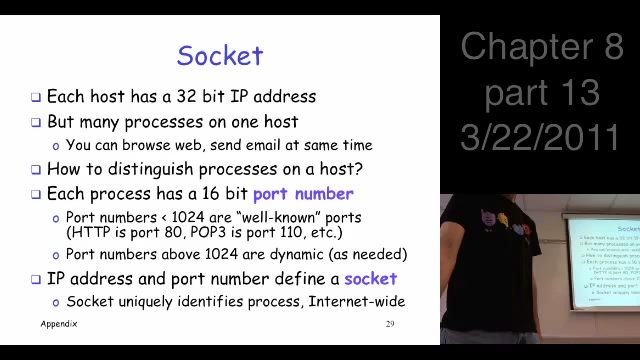 Socket
Each host has a 32 bit IP address
But many processes on one host
You can browse web, send email at same time
How to distinguish processes on a host?
Each process has a 16 bit port number
Port numbers < 1024 are “well-known” ports
(HTTP is port 80, POP3 is port 110, etc.)
Port numbers above 1024 are dynamic (as needed)
IP address and port number define a socket
Socket uniquely identifies process, Internet-wide
Appendix
29
Chapter 8
part 13
3/22/2011